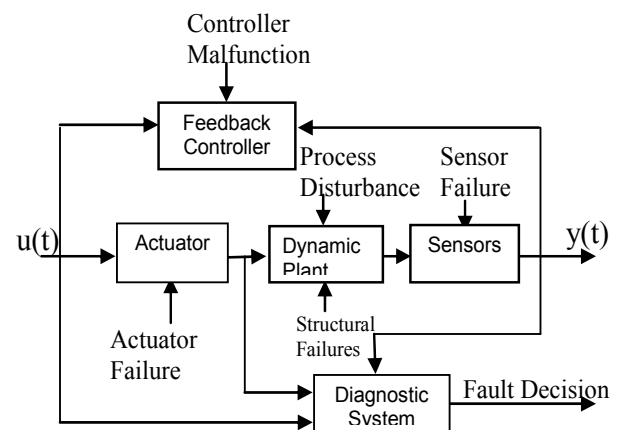 Controller
Malfunction
Feedback
Controller
Process
Disturbance
Sensor
Failure
u(t)
Actuator
Dynamic
Plant
Sensors
y(t)
Actuator
Failure
Structural
Failures
Diagnostic
System
Fault Decision